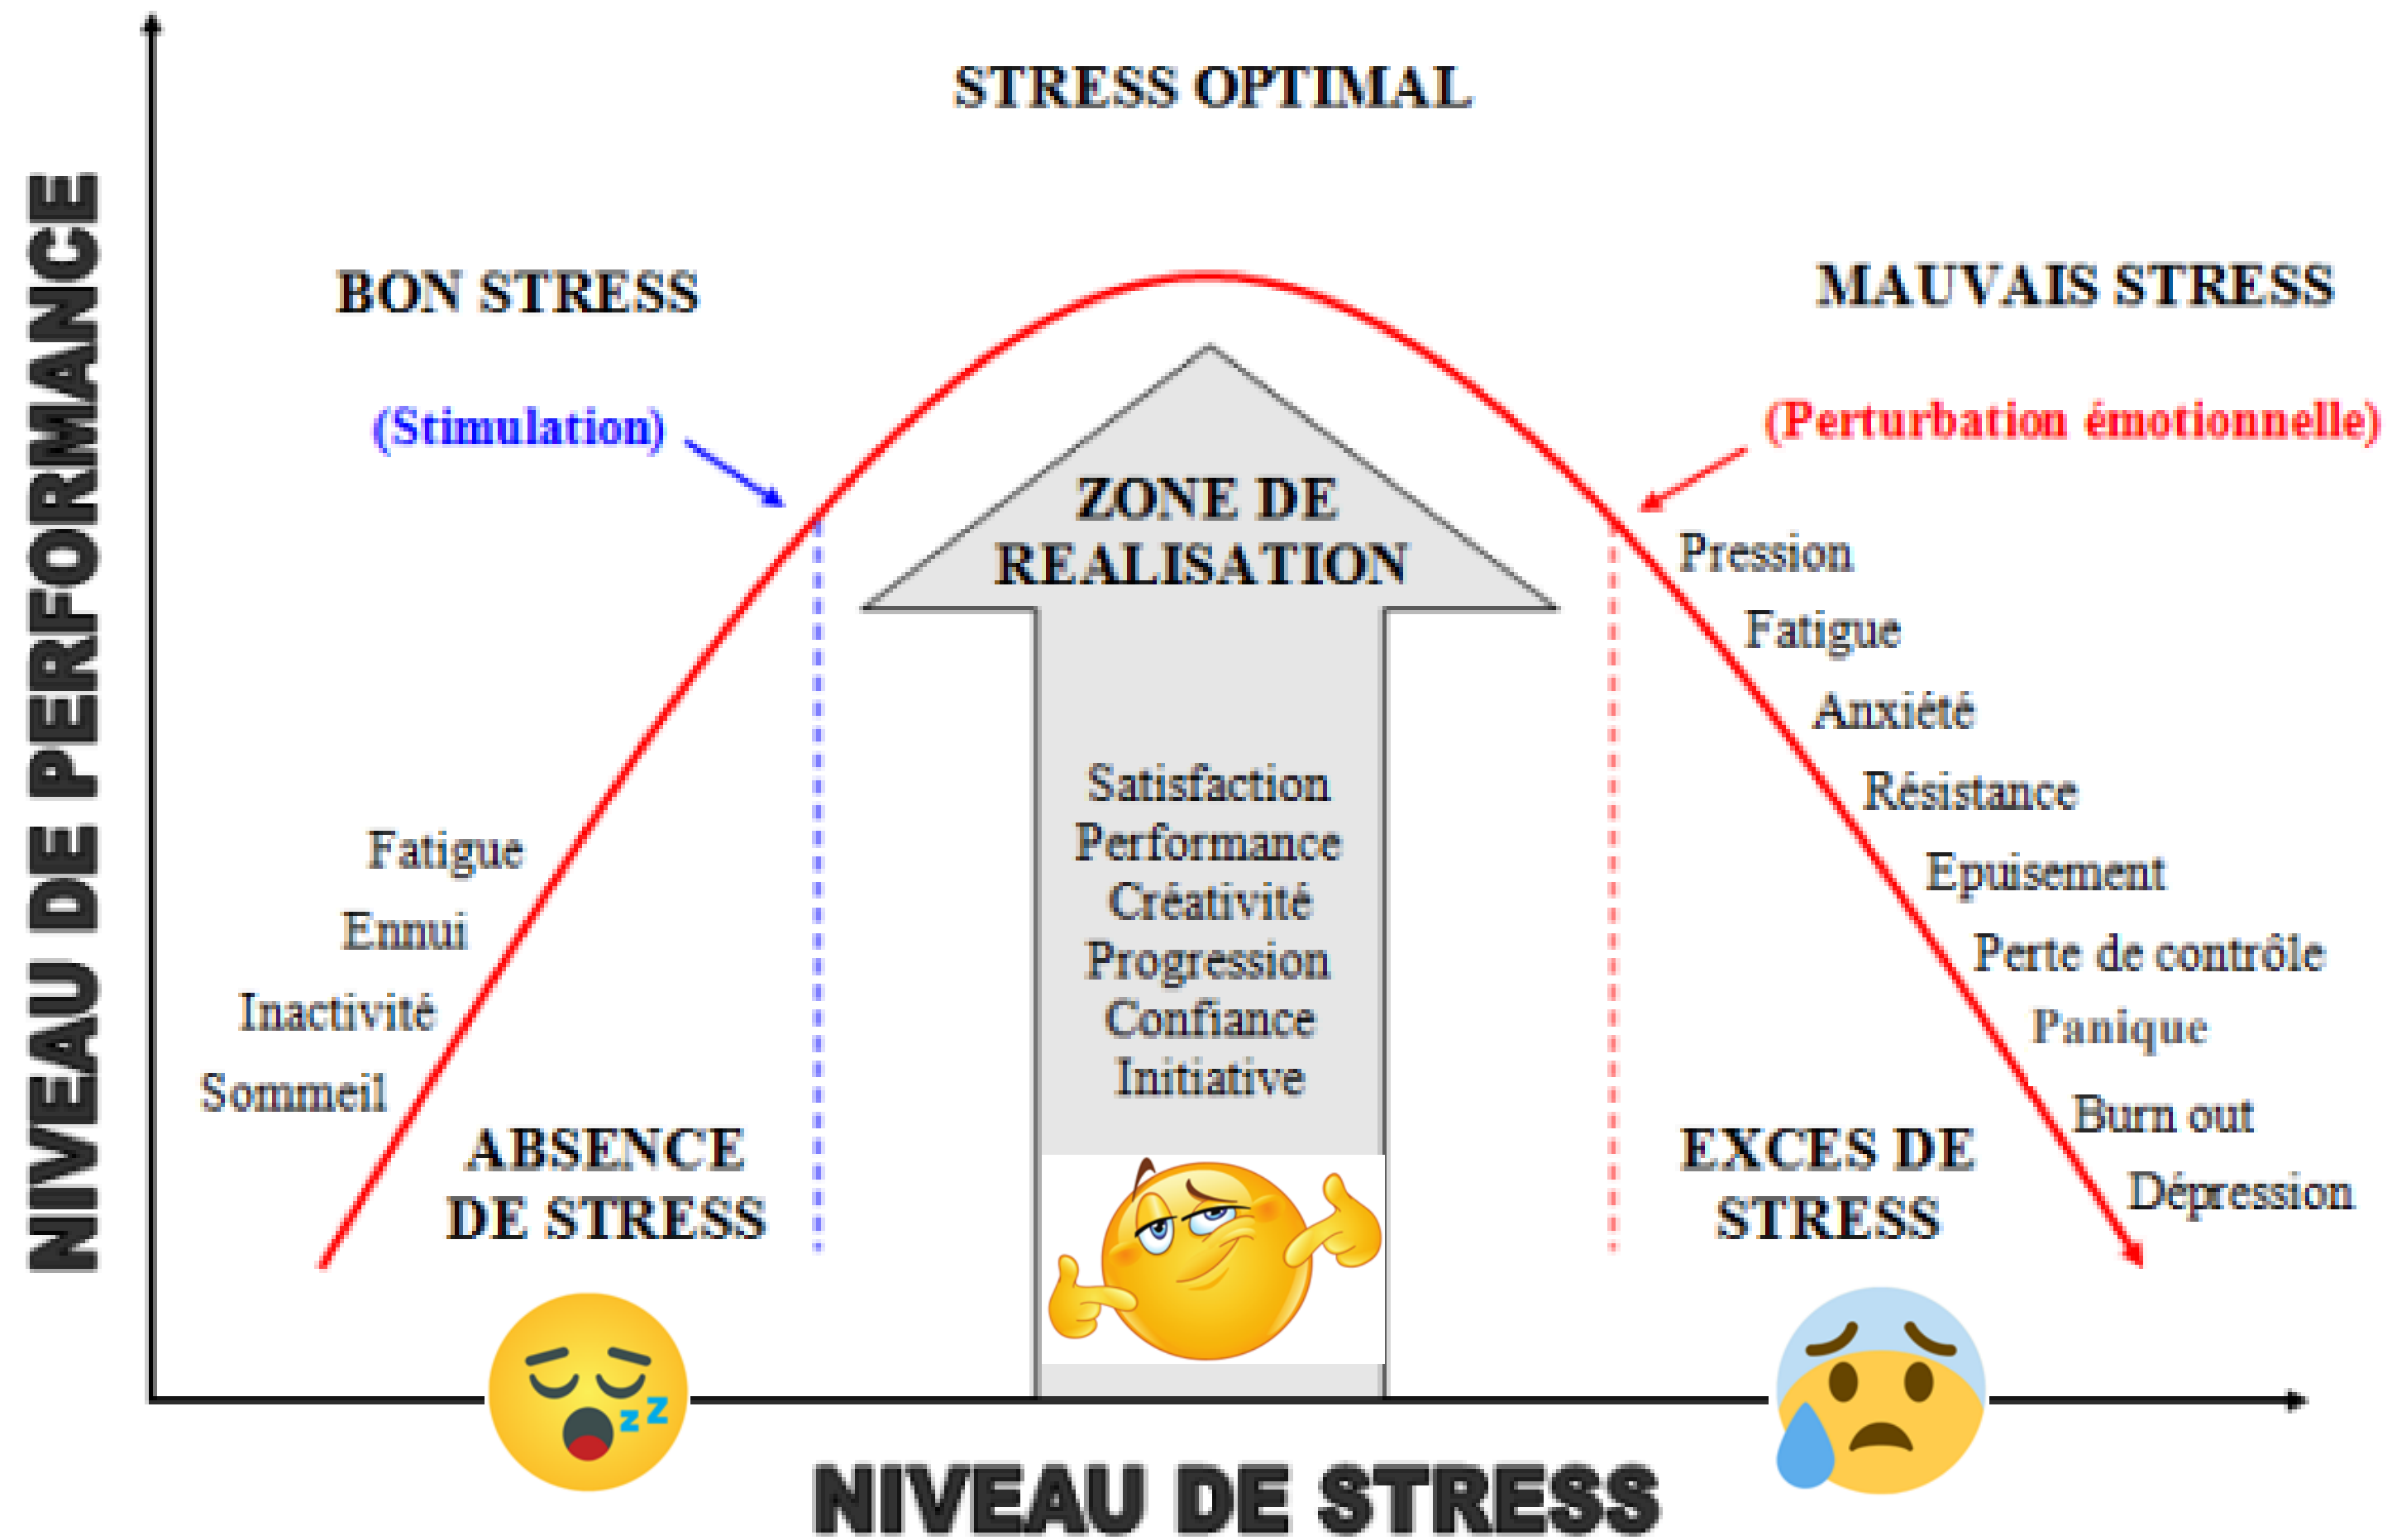 STRESS OPTIMAL
BON STRESS
MAUVAIS STRESS
(Stimulation)
(Perturbation émotionnelle)
ZONE DE
REALISATION
Satisfaction
Performance
Créativité
Progression
Confiance
Initiative
Fatigue
Ennui
Inactivité
Sommeil
ABSENCE
DE STRESS
Pression
Fatigue
Anxiété
Résistance
Epuisement
Perte de contrôle
Panique
Burn out
Dépression
EXCES DE
STRESS
z z
NIVEAU DE PERFORMANCE
NIVEAU DE STRESS